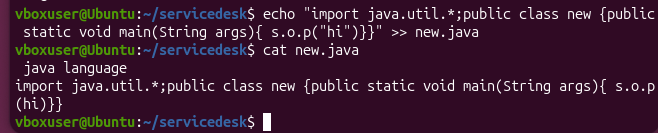 vboxuser@Ubuntu:~/servicedesk$ echo "import java.util.*;public class new {public
 static void main(String args){ s.o.p("hi")}}" >> new.java
vboxuser@Ubuntu:~/servicedesk$ cat new.java
 java language
import java.util.*;public class new {public static void main(String args){ s.o.p
(hi)}}
vboxuser@Ubuntu:~/servicedesk$